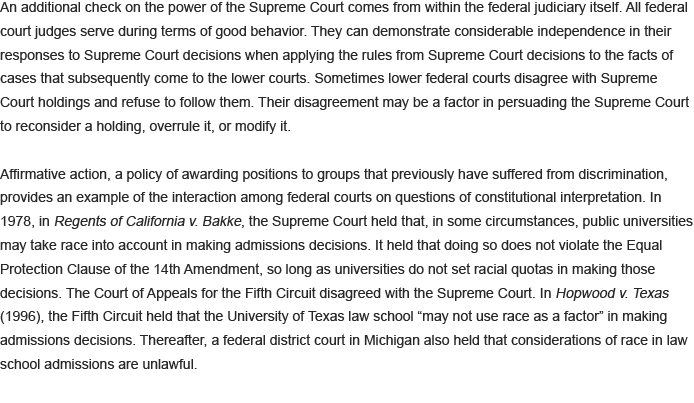 An additional check on the power of the Supreme Court comes from within the federal judiciary itself. All federal
court judges serve during terms of good behavior. They can demonstrate considerable independence in their
responses to Supreme Court decisions when applying the rules from Supreme Court decisions to the facts of
cases that subsequently come to the lower courts. Sometimes lower federal courts disagree with Supreme
Court holdings and refuse to follow them. Their disagreement may be a factor in persuading the Supreme Court
to reconsider a holding, overrule it, or modify it.
Affirmative action, a policy of awarding positions to groups that previously have suffered from discrimination,
provides an example of the interaction among federal courts on questions of constitutional interpretation. In
1978, in Regents of California v. Bakke, the Supreme Court held that, in some circumstances, public universities
may take race into account in making admissions decisions. It held that doing so does not violate the Equal
Protection Clause of the 14th Amendment, so long as universities do not set racial quotas in making those
decisions. The Court of Appeals for the Fifth Circuit disagreed with the Supreme Court. In Hopwood v. Texas
(1996), the Fifth Circuit held that the University of Texas law school “may not use race as a factor” in making
admissions decisions. Thereafter, a federal district court in Michigan also held that considerations of race in law
school admissions are unlawful.